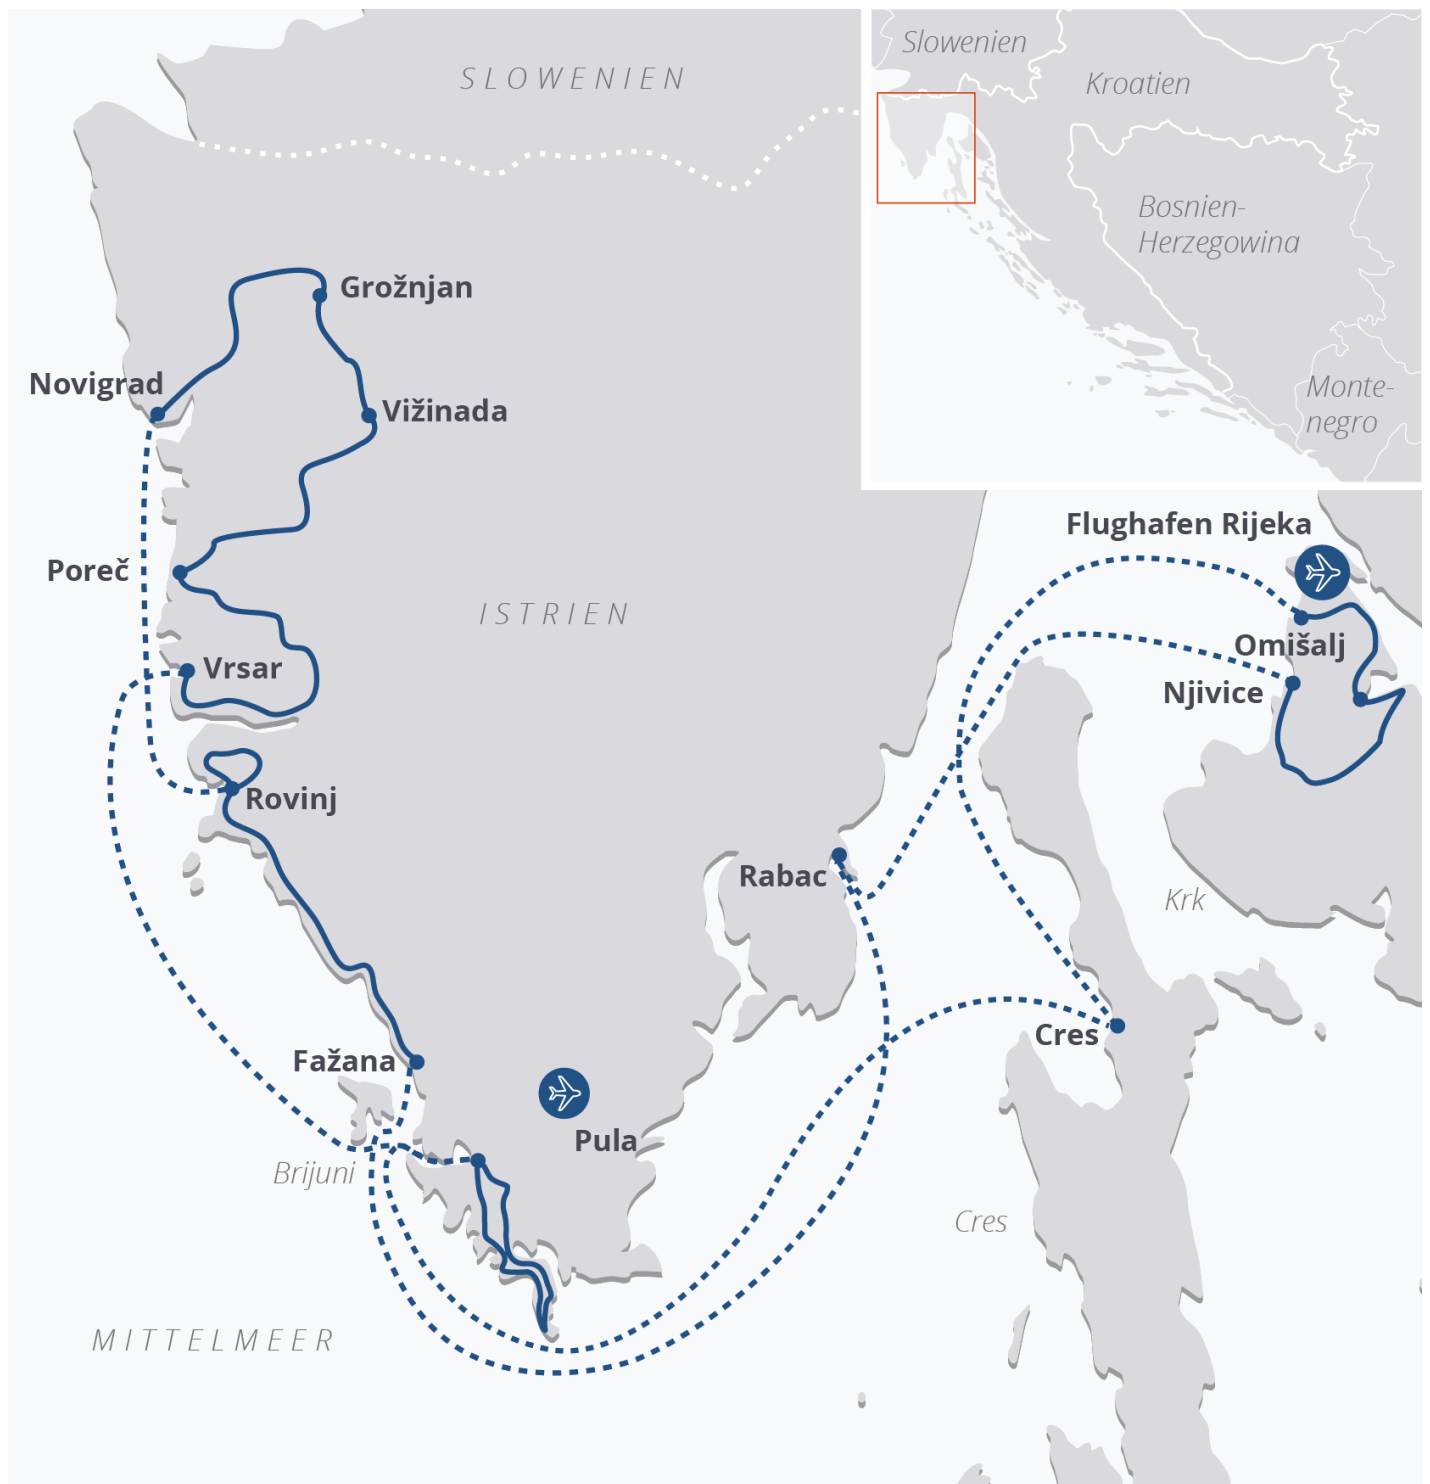 SLOWENIEN
Slowenien
Kroatien
Bosnien-
Herzegowina
Monte-
negro
Grožnjan
Novigrad
Vižinada
Flughafen Rijeka
Poreč
ISTRIEN
Omišalj
Vrsar
Njivice
Rovinj
Rabac
Krk
Cres
Fažana
Pula
Brijuni
Cres
MITTELMEER